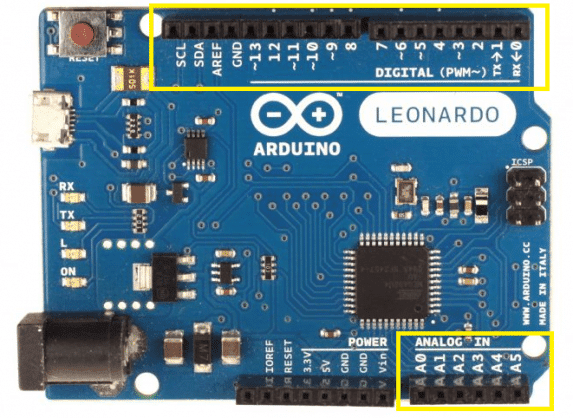 RESET
SCL
SDA
AREF
GND
~13
12
~11
~10
~9
8
7
~6
~5
4
~3
2
TX→1
RX←0
DIGITAL (PWM~)
ARDUINO
LEONARDO
ICSP
RX
TX
L
ON
WWW.ARDUINO.CC
MADE IN ITALY
POWER
ANALOG IN
IOREF
RESET
3.3V
5V
GND
GND
Vin
A0
A1
A2
A3
A4
A5